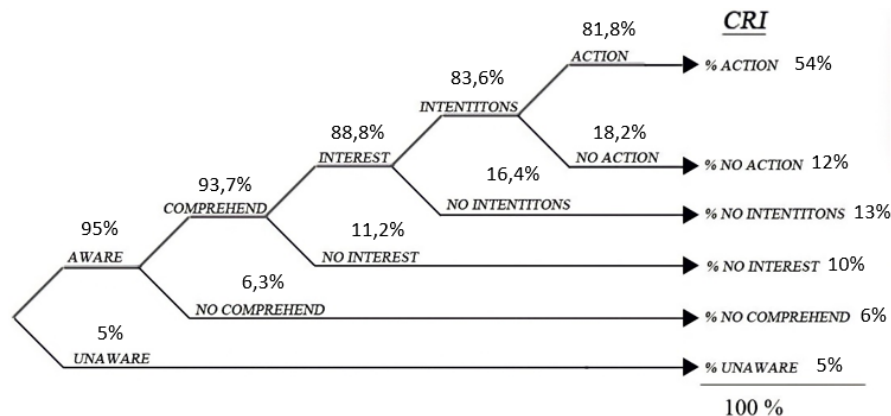 CRI
81,8%
ACTION
% ACTION 54%
83,6%
INTENTITONS
18,2%
NO ACTION
% NO ACTION 12%
88,8%
INTEREST
16,4%
NO INTENTITONS
% NO INTENTITONS 13%
93,7%
COMPREHEND
11,2%
NO INTEREST
% NO INTEREST 10%
95%
AWARE
6,3%
NO COMPREHEND
% NO COMPREHEND 6%
5%
UNAWARE
% UNAWARE 5%
100 %